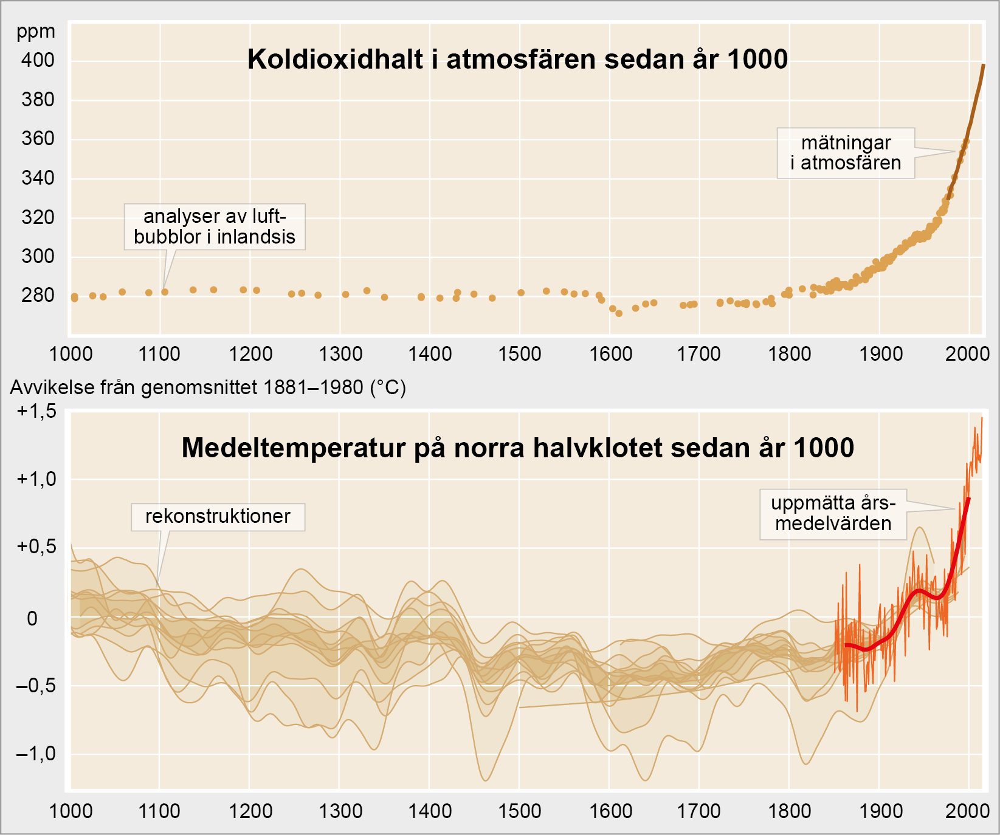 ppm
Koldioxidhalt i atmosfären sedan år 1000
400
380
360
340
320
300
280
mätningar
i atmosfären
analyser av luft-
bubblor i inlandsis
1000 1100 1200 1300 1400 1500 1600 1700 1800 1900 2000
Avvikelse från genomsnittet 1881–1980 (°C)
+1,5
Medeltemperatur på norra halvklotet sedan år 1000
+1,0
+0,5
0
–0,5
–1,0
rekonstruktioner
uppmätta års-
medelvärden
1000 1100 1200 1300 1400 1500 1600 1700 1800 1900 2000